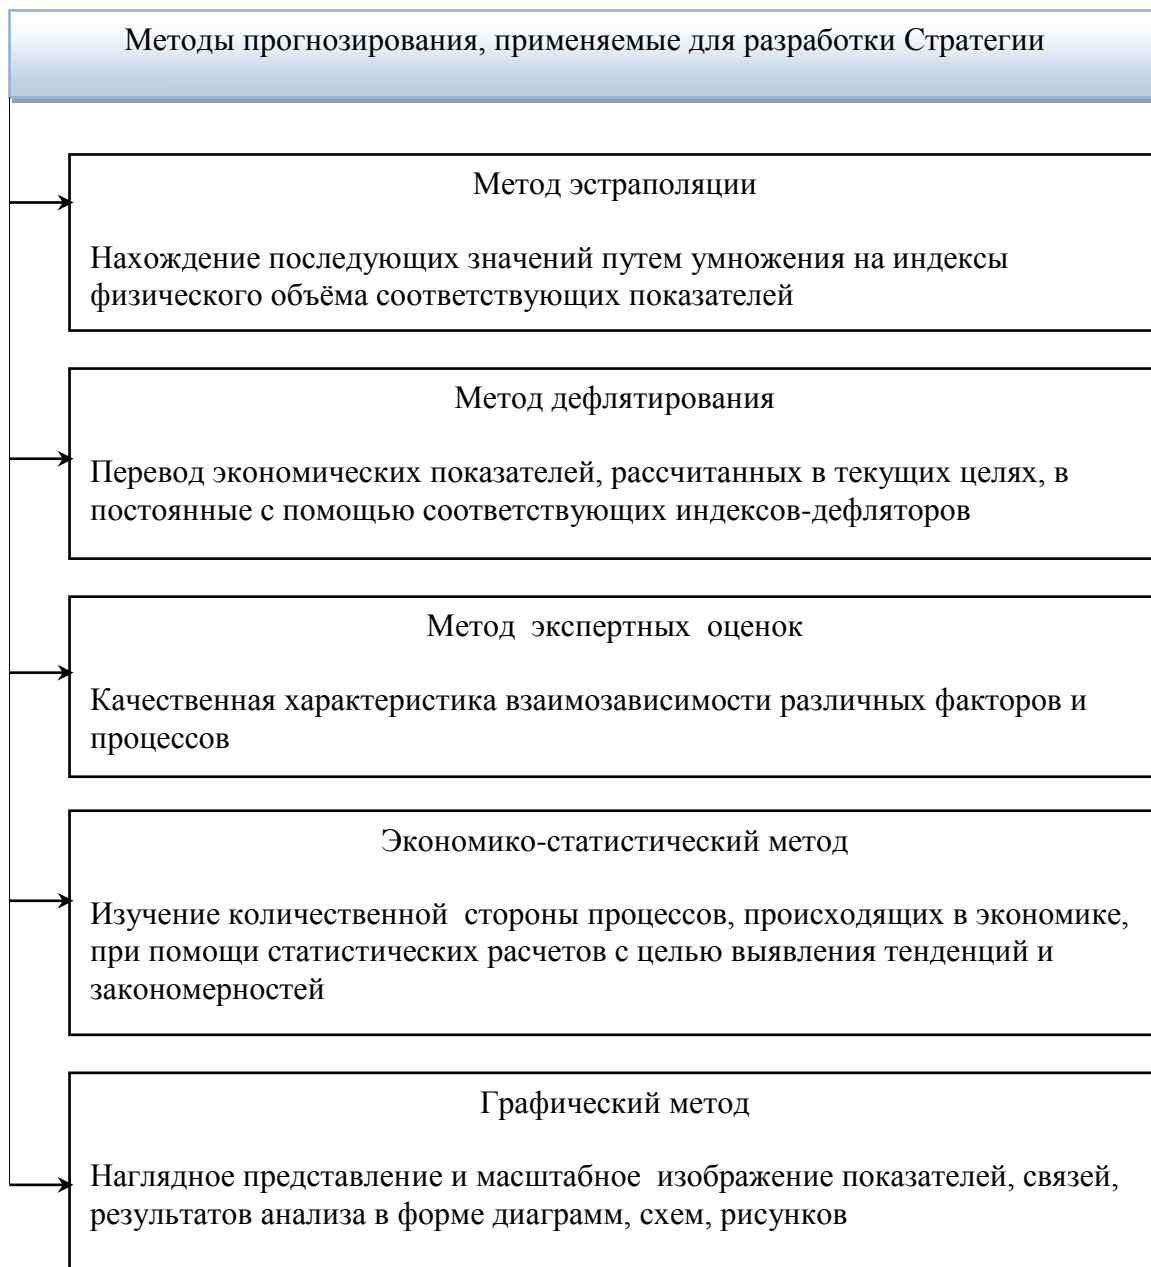 Методы прогнозирования, применяемые для разработки Стратегии
Метод эстраполяции
Нахождение последующих значений путем умножения на индексы
физического объёма соответствующих показателей
Метод дефлятирования
Перевод экономических показателей, рассчитанных в текущих целях, в
постоянные с помощью соответствующих индексов-дефляторов
Метод экспертных оценок
Качественная характеристика взаимозависимости различных факторов и
процессов
Экономико-статистический метод
Изучение количественной стороны процессов, происходящих в экономике,
при помощи статистических расчетов с целью выявления тенденций и
закономерностей
Графический метод
Наглядное представление и масштабное изображение показателей, связей,
результатов анализа в форме диаграмм, схем, рисунков